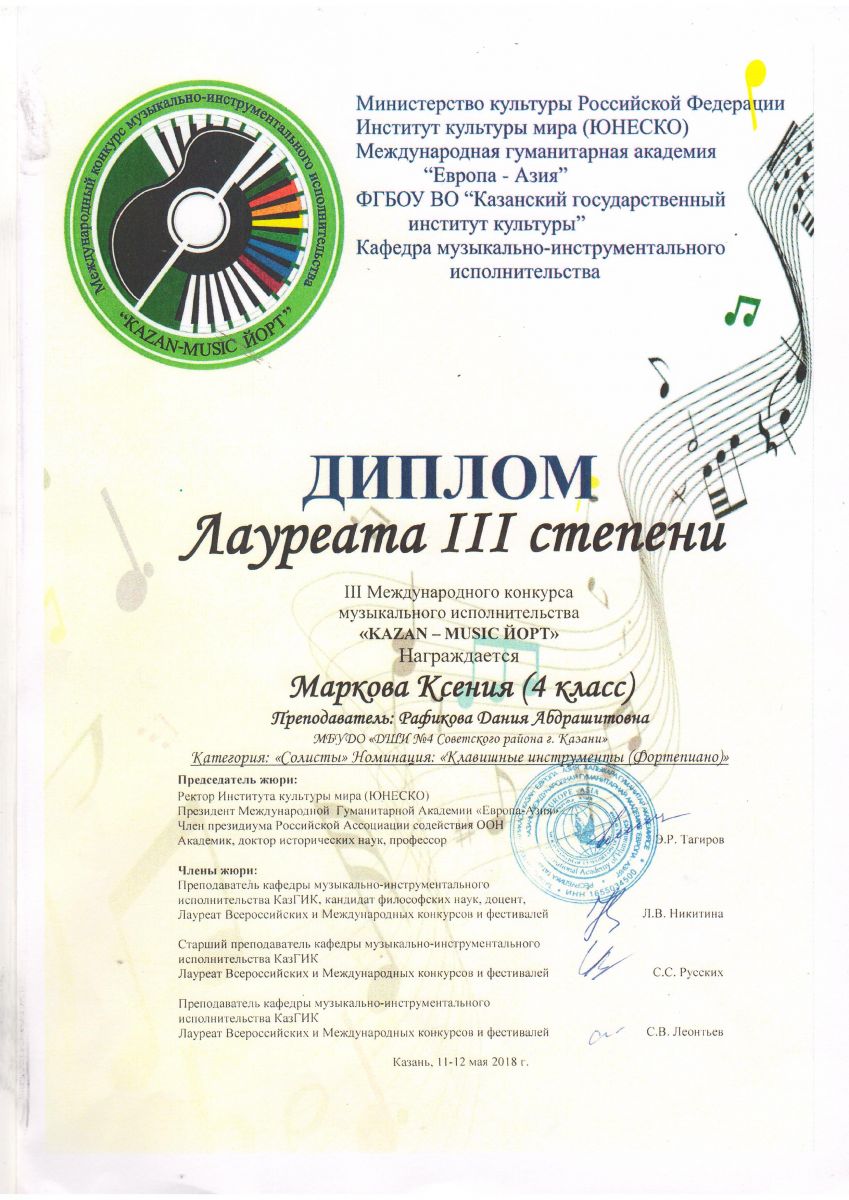 Международный конкурс музыкально-инструментального исполнительства
“KAZAN-MUSIC ЙОРТ”
Министерство культуры Российской Федерации
Институт культуры мира (ЮНЕСКО)
Международная гуманитарная академия
“Европа - Азия”
ФГБОУ ВО “Казанский государственный
институт культуры”
Кафедра музыкально-инструментального
исполнительства
ДИПЛОМ
Лауреата III степени
III Международного конкурса
музыкального исполнительства
«KAZAN – MUSIC ЙОРТ»
Награждается
Маркова Ксения (4 класс)
Преподаватель: Рафикова Дания Абдрашитовна
МБУДО «ДШИ №4 Советского района г. Казани»
Категория: «Солисты» Номинация: «Клавишные инструменты (Фортепиано)»
Председатель жюри:
Ректор Института культуры мира (ЮНЕСКО)
Президент Международной Гуманитарной Академии «Европа-Азия»
Член президиума Российской Ассоциации содействия ООН
Академик, доктор исторических наук, профессор Э.Р. Тагиров
EUROPE ASIA
ИНН 1655034500
Члены жюри:
Преподаватель кафедры музыкально-инструментального
исполнительства КазГИК, кандидат философских наук, доцент,
Лауреат Всероссийских и Международных конкурсов и фестивалей Л.В. Никитина
Старший преподаватель кафедры музыкально-инструментального
исполнительства КазГИК
Лауреат Всероссийских и Международных конкурсов и фестивалей С.С. Русских
Преподаватель кафедры музыкально-инструментального
исполнительства КазГИК
Лауреат Всероссийских и Международных конкурсов и фестивалей С.В. Леонтьев
Казань, 11-12 мая 2018 г.